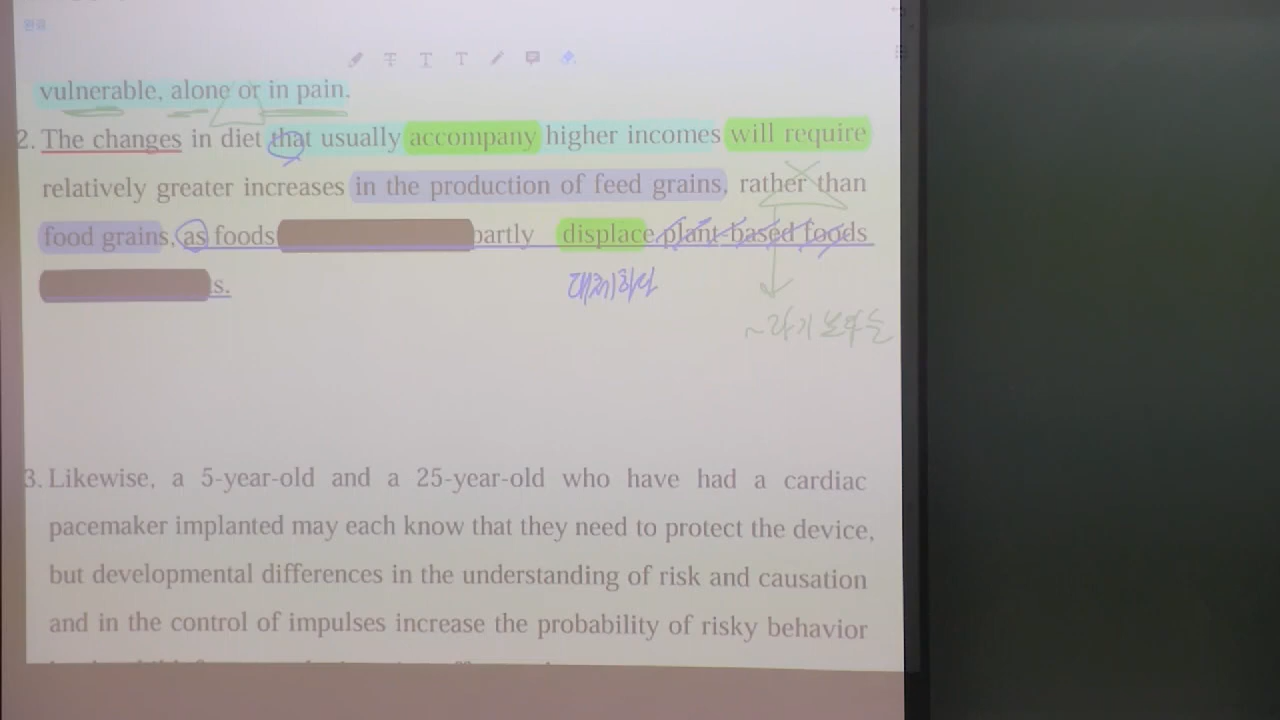 vulnerable, alone or in pain.
2. The changes in diet that usually accompany higher incomes will require
relatively greater increases in the production of feed grains, rather than
food grains, as foods partly displace plant-based foods
s.
대체하다
~라기 보다는
3. Likewise, a 5-year-old and a 25-year-old who have had a cardiac
pacemaker implanted may each know that they need to protect the device,
but developmental differences in the understanding of risk and causation
and in the control of impulses increase the probability of risky behavior